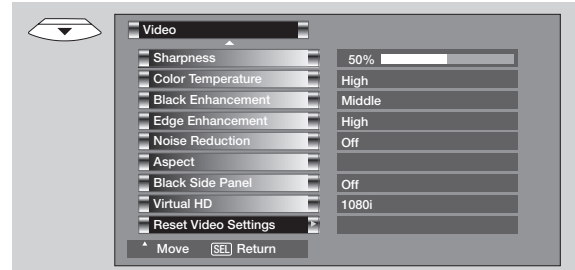 Video
Sharpness 50%
Color Temperature High
Black Enhancement Middle
Edge Enhancement High
Noise Reduction Off
Aspect
Black Side Panel Off
Virtual HD 1080i
Reset Video Settings
Move SEL Return